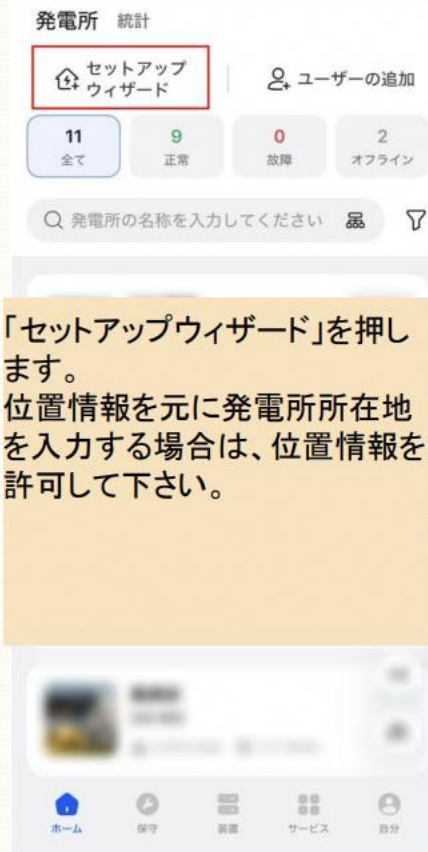 発電所 統計
セットアップ
ウィザード
ユーザーの追加
11
全て
9
正常
0
故障
2
オフライン
発電所の名称を入力してください
「セットアップウィザード」を押し
ます。
位置情報を元に発電所所在地
を入力する場合は、位置情報を
許可して下さい。
ホーム
保守
装置
サービス
自分